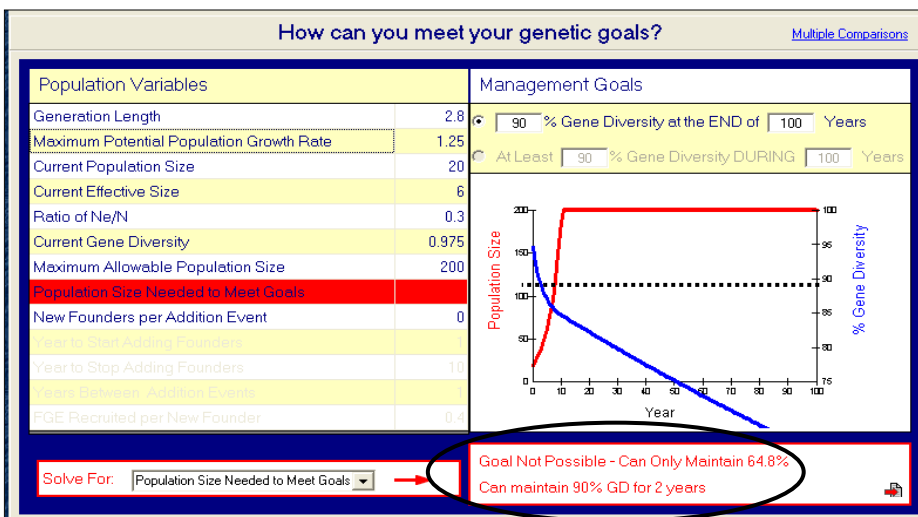 How can you meet your genetic goals?
Multiple Comparisons
Population Variables
Generation Length 2.8
Maximum Potential Population Growth Rate 1.25
Current Population Size 20
Current Effective Size 6
Ratio of Ne/N 0.3
Current Gene Diversity 0.975
Maximum Allowable Population Size 200
Population Size Needed to Meet Goals
New Founders per Addition Event 0
Year to Start Adding Founders 1
Year to Stop Adding Founders 10
Years Between Addition Events 1
FGE Recruited per New Founder 0.4
Management Goals
90 % Gene Diversity at the END of 100 Years
At Least 90 % Gene Diversity DURING 100 Years
Population Size
200
150
100
50
0
100
95
90
85
80
75
% Gene Diversity
0 10 20 30 40 50 60 70 80 90 100
Year
Solve For: Population Size Needed to Meet Goals
Goal Not Possible - Can Only Maintain 64.8%
Can maintain 90% GD for 2 years